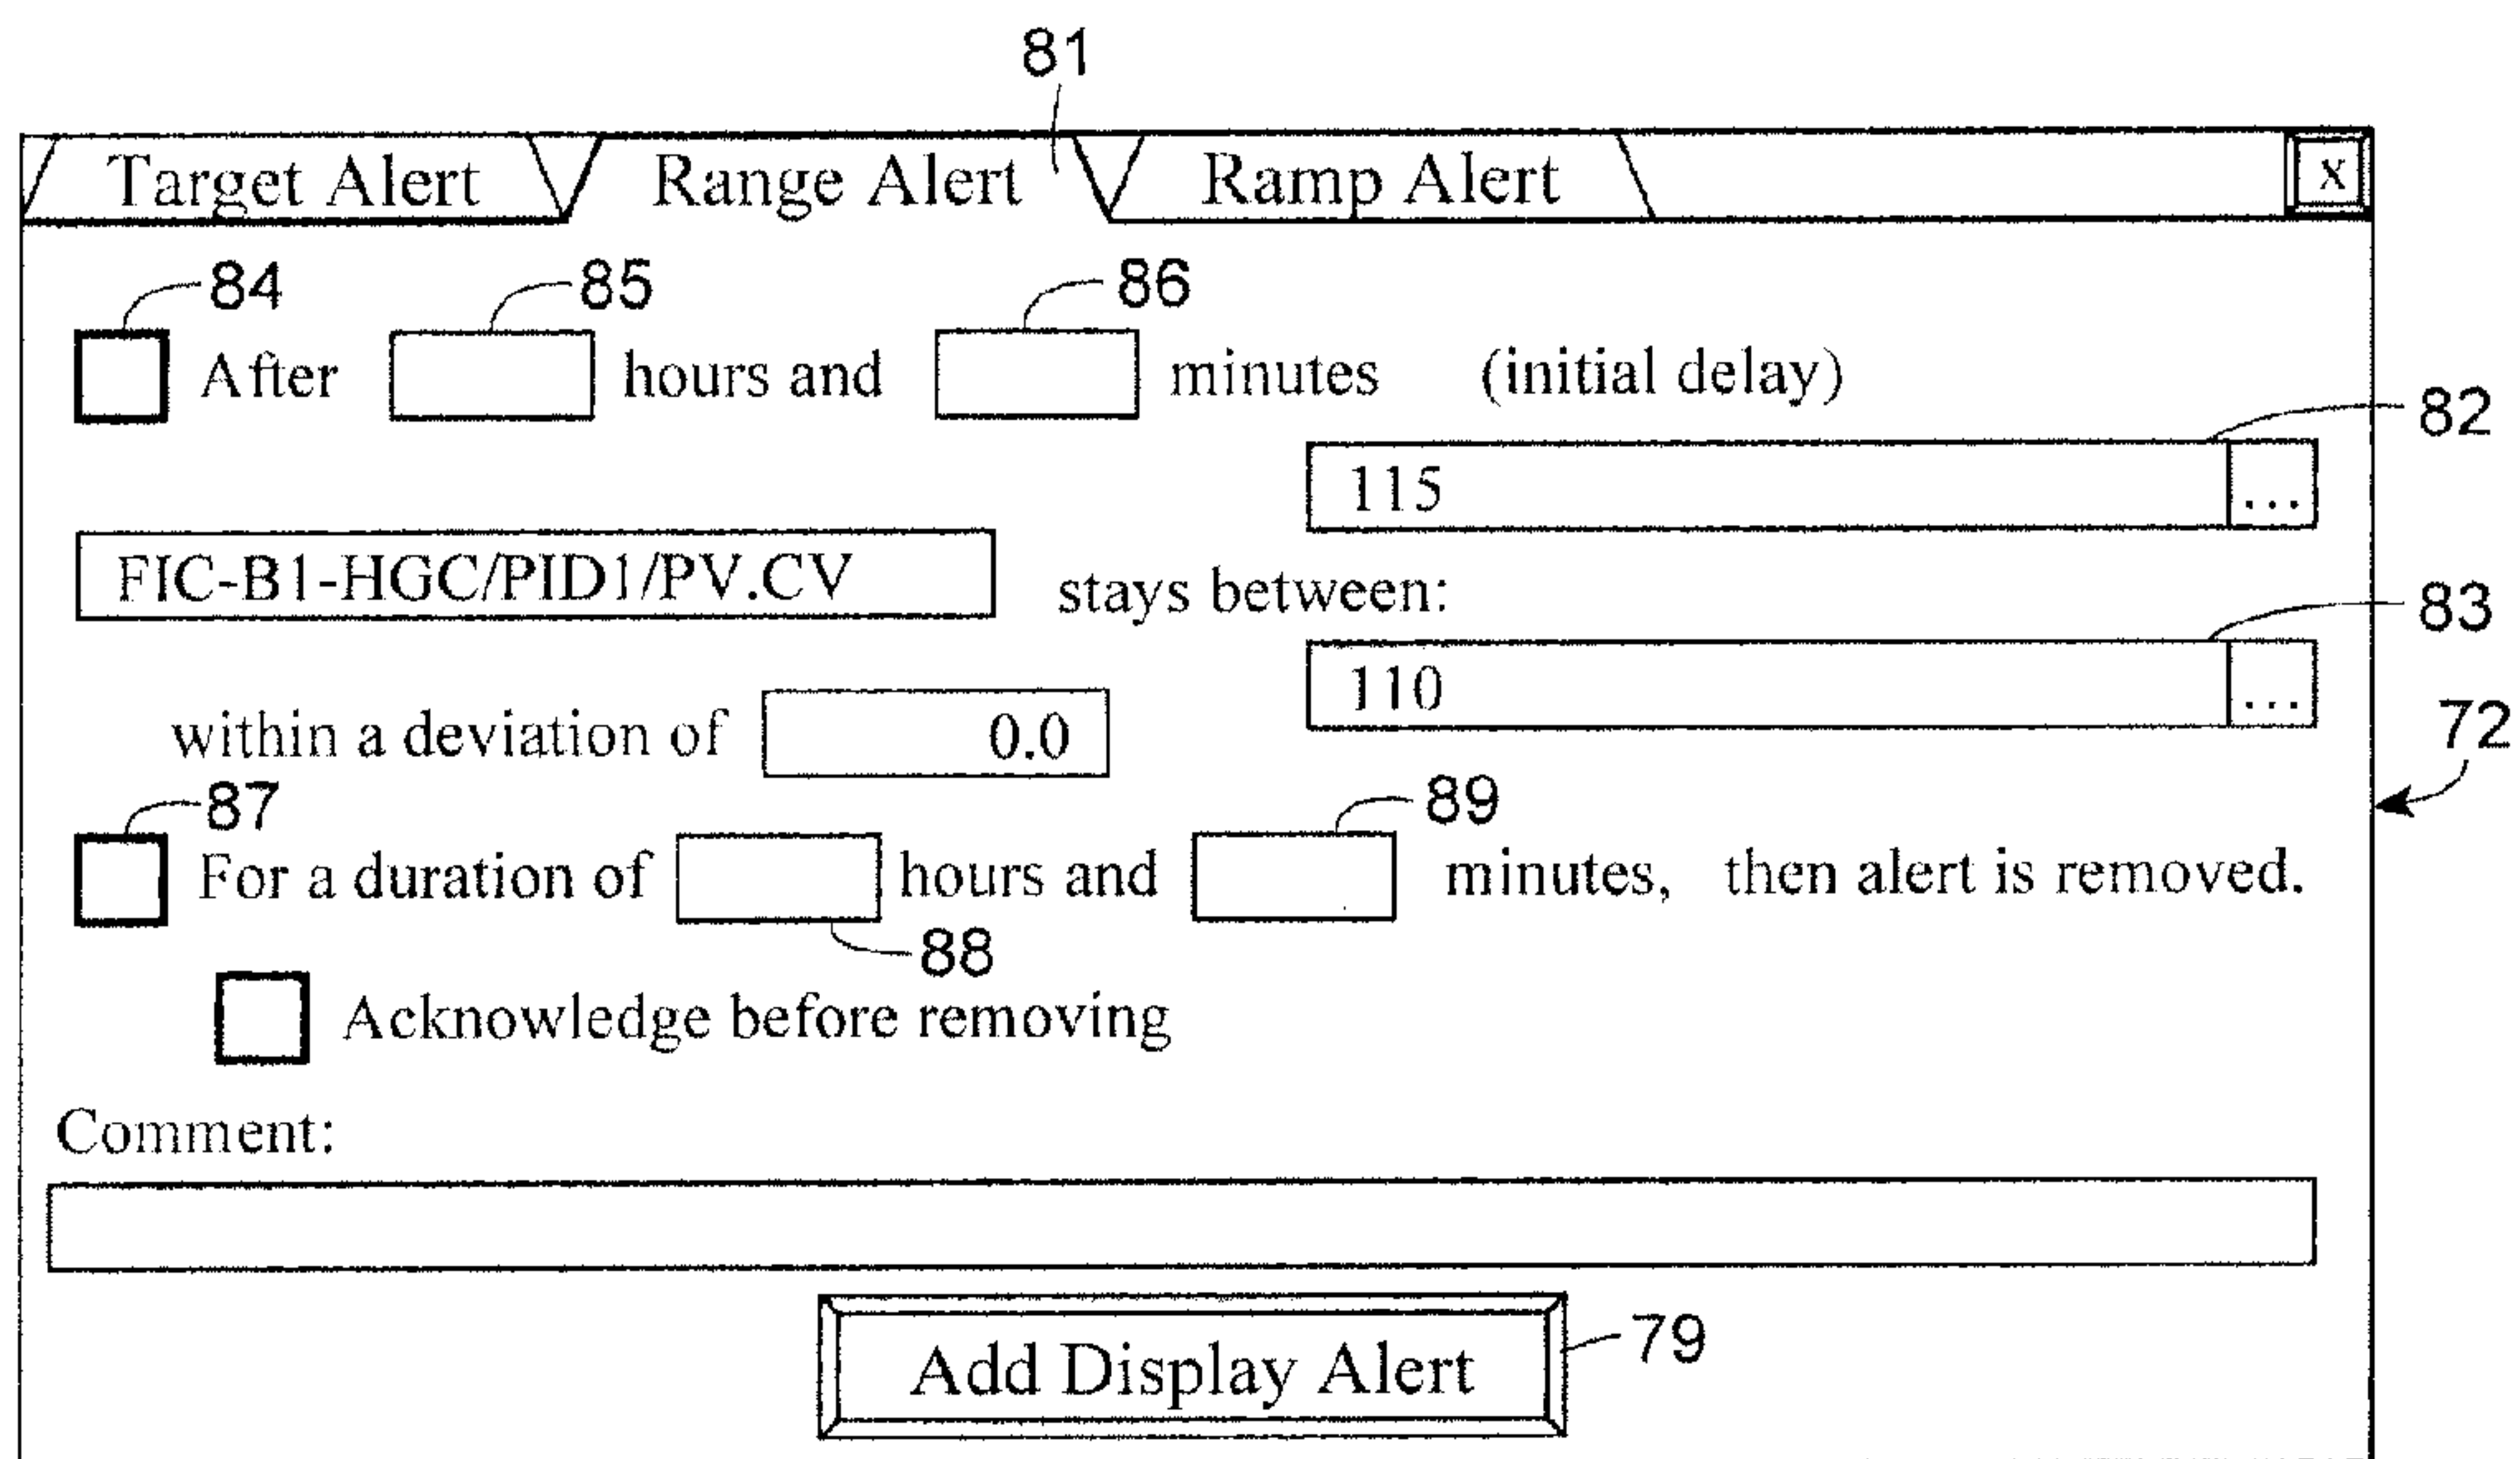 81
Target Alert Range Alert Ramp Alert x
84 85 86
After hours and minutes (initial delay)
82
115 ...
FIC-B1-HGC/PID1/PV.CV stays between:
83
110 ...
within a deviation of 0.0
72
87 89
For a duration of hours and minutes, then alert is removed.
88
Acknowledge before removing
Comment:
Add Display Alert 79